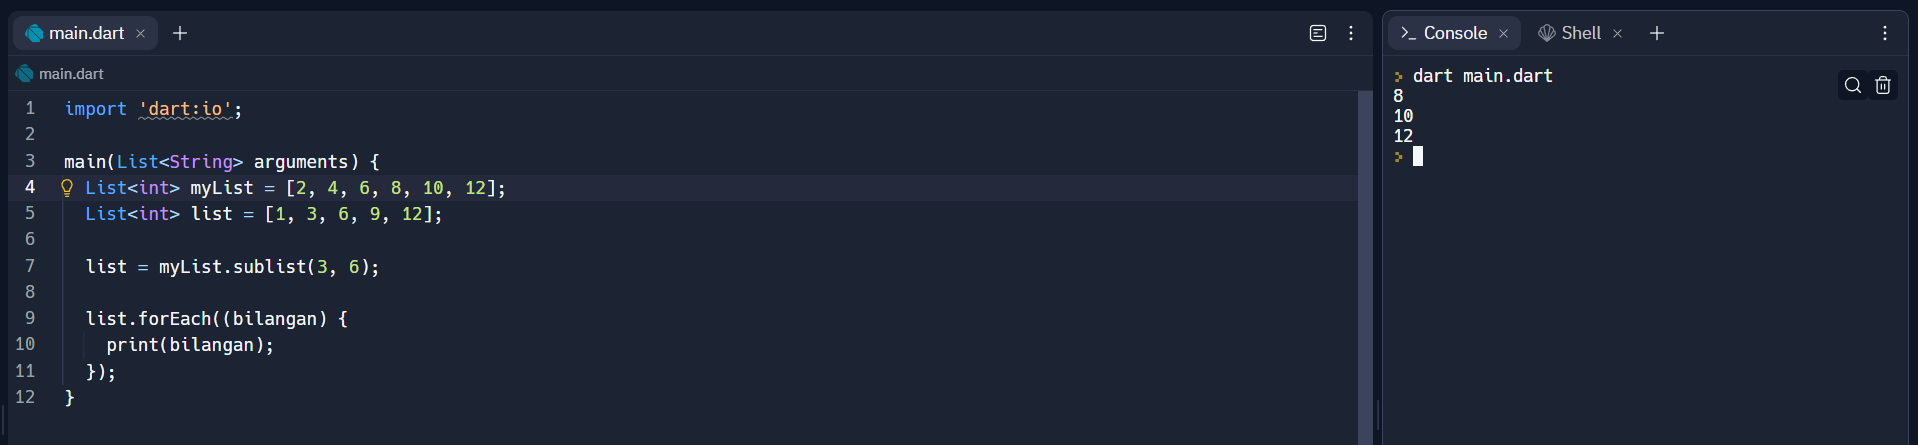 main.dart
main.dart
1 import 'dart:io';
2
3 main(List<String> arguments) {
4 List<int> myList = [2, 4, 6, 8, 10, 12];
5 List<int> list = [1, 3, 6, 9, 12];
6
7 list = myList.sublist(3, 6);
8
9 list.forEach((bilangan) {
10 print(bilangan);
11 });
12 }
Console Shell
dart main.dart
8
10
12